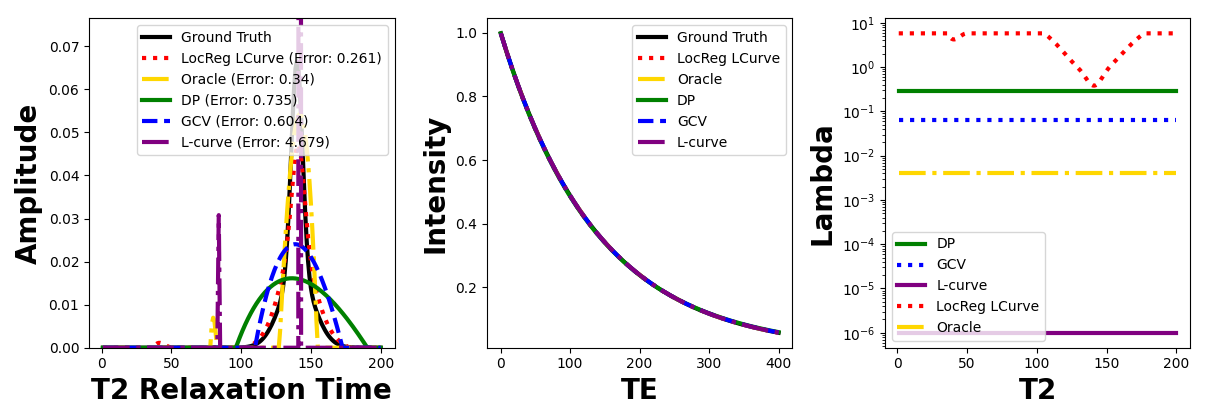 Amplitude
0.07
0.06
0.05
0.04
0.03
0.02
0.01
0.00
Ground Truth
LocReg LCurve (Error: 0.261)
Oracle (Error: 0.34)
DP (Error: 0.735)
GCV (Error: 0.604)
L-curve (Error: 4.679)
0 50 100 150 200
T2 Relaxation Time
Intensity
1.0
0.8
0.6
0.4
0.2
Ground Truth
LocReg LCurve
Oracle
DP
GCV
L-curve
0 100 200 300 400
TE
Lambda
10^1
10^0
10^-1
10^-2
10^-3
10^-4
10^-5
10^-6
DP
GCV
L-curve
LocReg LCurve
Oracle
0 50 100 150 200
T2